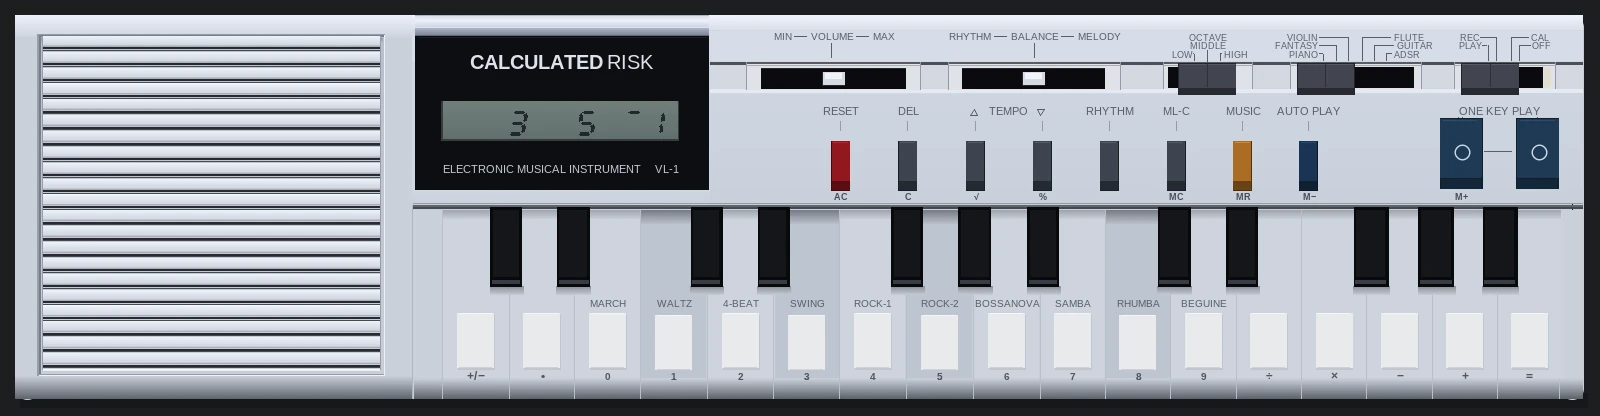 CALCULATED RISK
3 5 -1
ELECTRONIC MUSICAL INSTRUMENT VL-1
MIN VOLUME MAX
RHYTHM BALANCE MELODY
OCTAVE
MIDDLE
LOW HIGH
VIOLIN FLUTE
FANTASY GUITAR
PIANO ADSR
REC CAL
PLAY OFF
RESET DEL △ TEMPO ▽ RHYTHM ML-C MUSIC AUTO PLAY ONE KEY PLAY
AC C √ % MC MR M− M+
MARCH WALTZ 4-BEAT SWING ROCK-1 ROCK-2 BOSSANOVA SAMBA RHUMBA BEGUINE
+/− • 0 1 2 3 4 5 6 7 8 9 ÷ × − + =